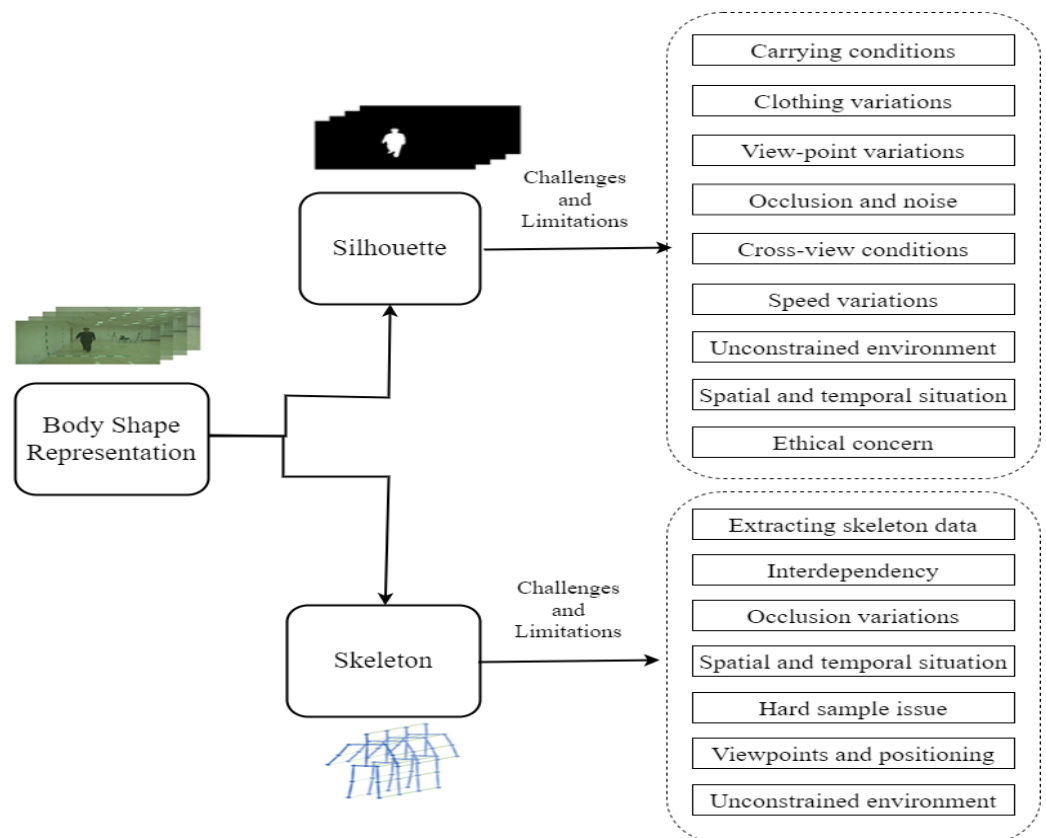 Body Shape
Representation
Silhouette
Challenges
and
Limitations
Carrying conditions
Clothing variations
View-point variations
Occlusion and noise
Cross-view conditions
Speed variations
Unconstrained environment
Spatial and temporal situation
Ethical concern
Skeleton
Challenges
and
Limitations
Extracting skeleton data
Interdependency
Occlusion variations
Spatial and temporal situation
Hard sample issue
Viewpoints and positioning
Unconstrained environment